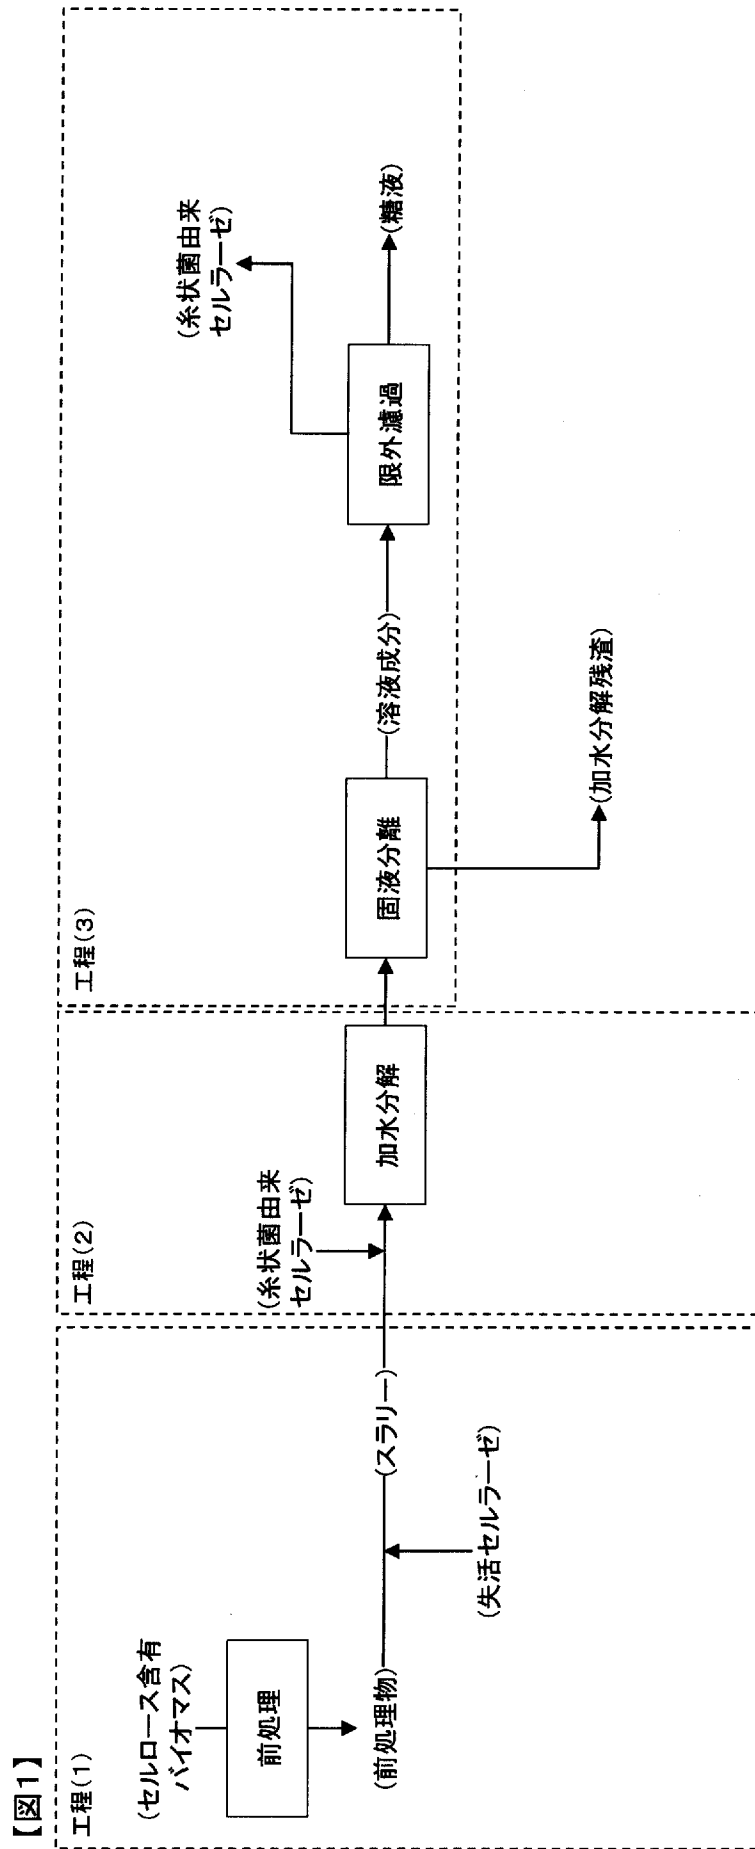 【図1】
工程(1)
(セルロース含有
バイオマス)
前処理
(前処理物)
(失活セルラーゼ)
(スラリー)
工程(2)
(糸状菌由来
セルラーゼ)
加水分解
工程(3)
固液分離
(加水分解残渣)
(溶液成分)
限外濾過
(糸状菌由来
セルラーゼ)
(糖液)